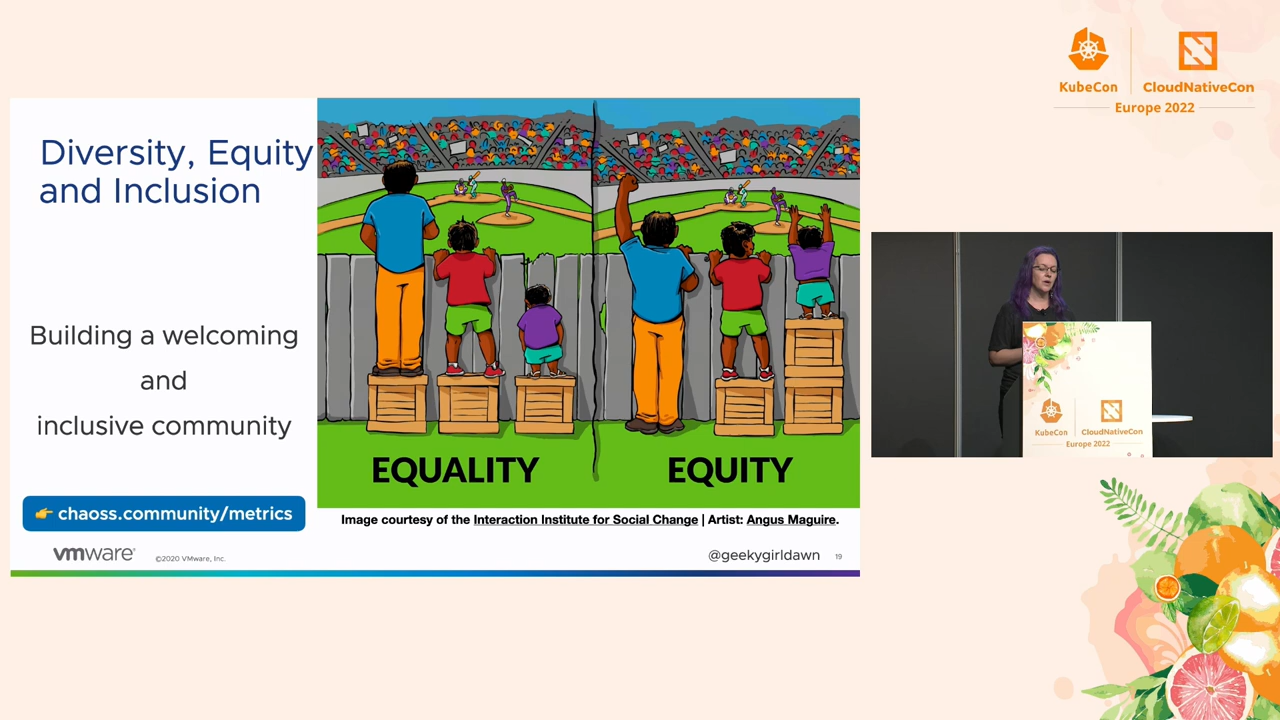 KubeCon
CloudNativeCon
Europe 2022
Diversity, Equity
and Inclusion
Building a welcoming
and
inclusive community
👉 chaoss.community/metrics
EQUALITY
EQUITY
Image courtesy of the Interaction Institute for Social Change | Artist: Angus Maguire.
vmware®
©2020 VMware, Inc.
@geekygirldawn
19
KubeCon
CloudNativeCon
Europe 2022